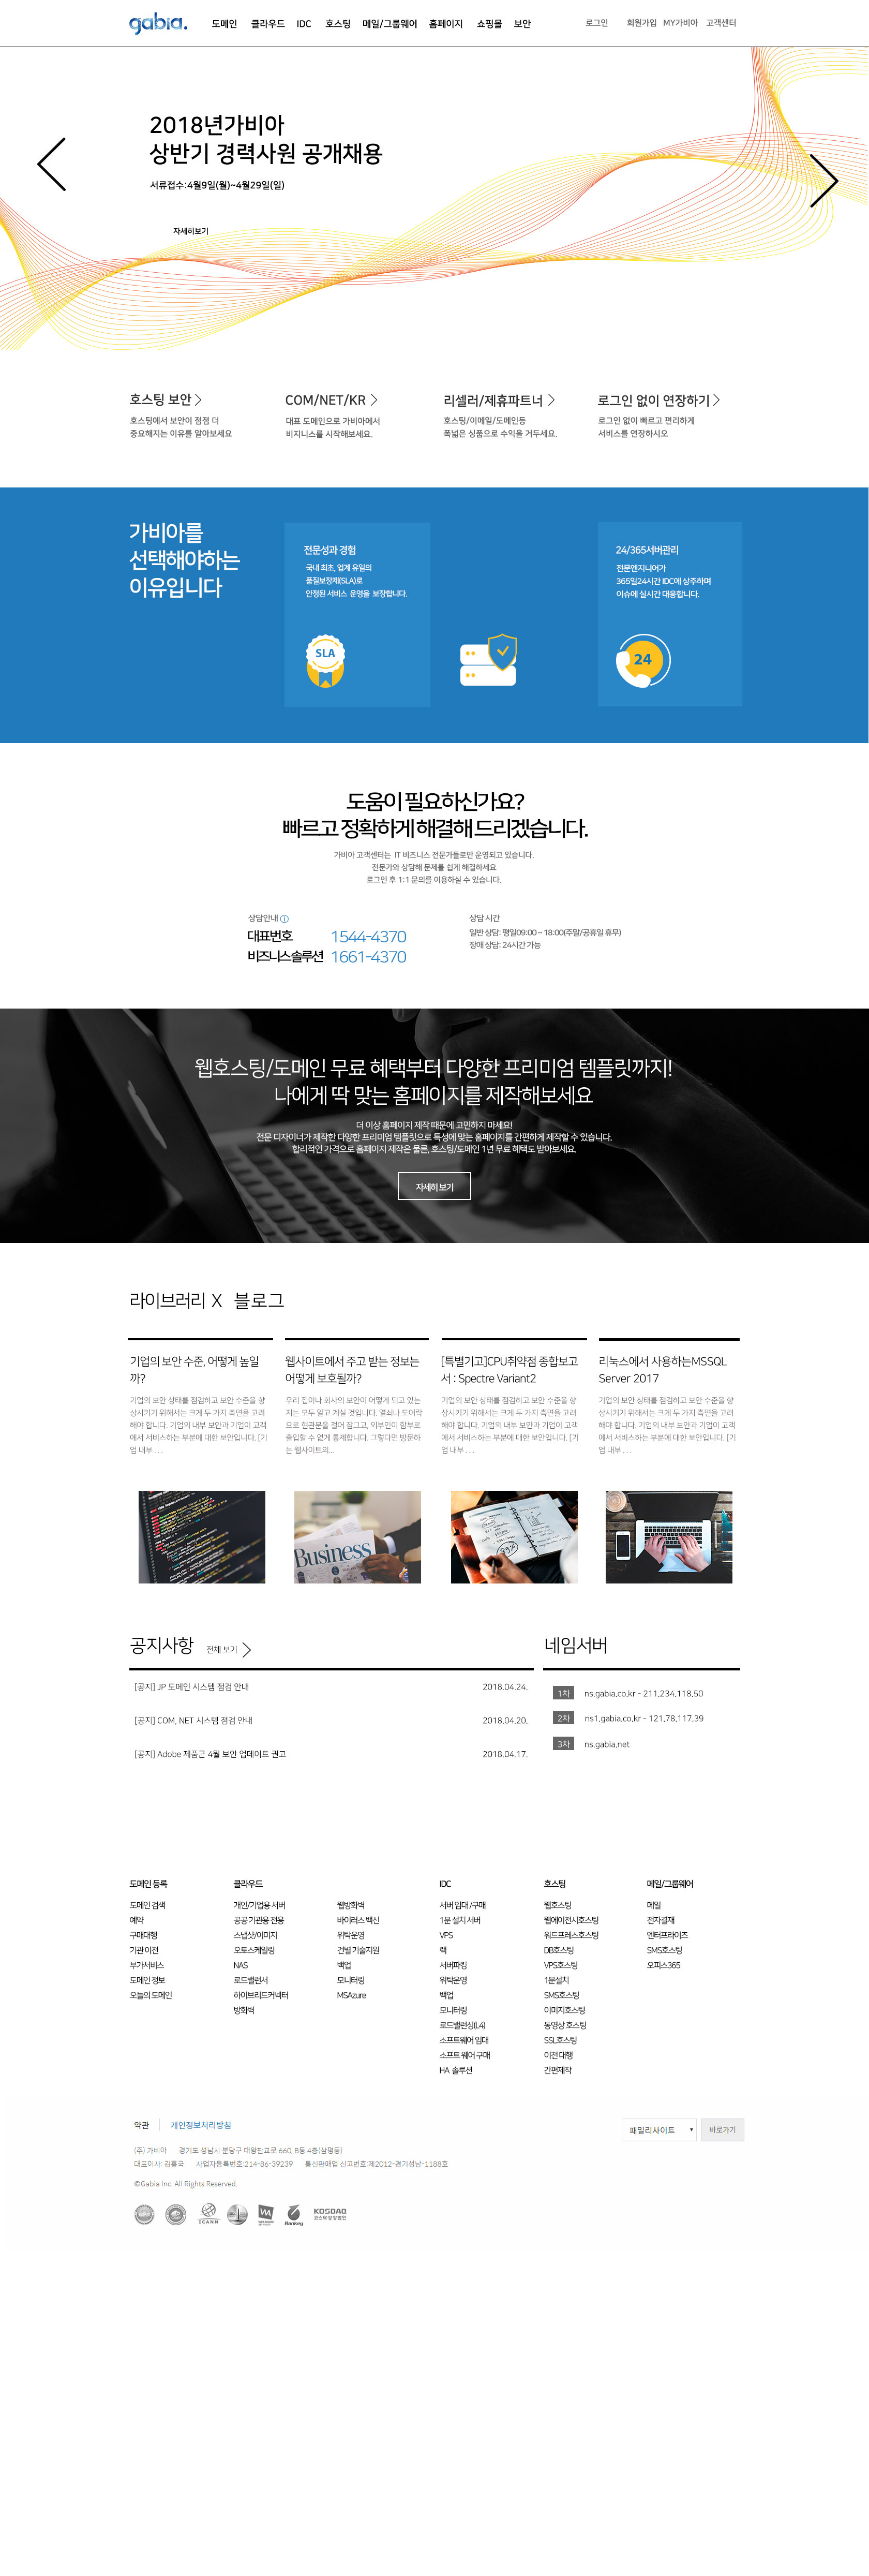 gabia.
도메인 클라우드 IDC 호스팅 메일/그룹웨어 홈페이지 쇼핑몰 보안
로그인 회원가입 MY가비아 고객센터
2018년가비아
상반기 경력사원 공개채용
서류접수:4월9일(월)~4월29일(일)
자세히보기
호스팅 보안
호스팅에서 보안이 점점 더
중요해지는 이유를 알아보세요
COM/NET/KR
대표 도메인으로 가비아에서
비지니스를 시작해보세요.
리셀러/제휴파트너
호스팅/이메일/도메인등
폭넓은 상품으로 수익을 거두세요.
로그인 없이 연장하기
로그인 없이 빠르고 편리하게
서비스를 연장하시오
가비아를
선택해야하는
이유입니다
전문성과 경험
국내 최초, 업계 유일의
품질보장제(SLA)로
안정된 서비스 운영을 보장합니다.
SLA
24/365서버관리
전문엔지니어가
365일24시간 IDC에 상주하며
이슈에 실시간 대응합니다.
24
도움이 필요하신가요?
빠르고 정확하게 해결해 드리겠습니다.
가비아 고객센터는 IT 비즈니스 전문가들로만 운영되고 있습니다.
전문가와 상담해 문제를 쉽게 해결하세요
로그인 후 1:1 문의를 이용하실 수 있습니다.
상담안내
대표번호 1544-4370
비즈니스솔루션 1661-4370
상담 시간
일반 상담: 평일09:00 ~ 18:00(주말/공휴일 휴무)
장애 상담: 24시간 가능
웹호스팅/도메인 무료 혜택부터 다양한 프리미엄 템플릿까지!
나에게 딱 맞는 홈페이지를 제작해보세요
더 이상 홈페이지 제작 때문에 고민하지 마세요!
전문 디자이너가 제작한 다양한 프리미엄 템플릿으로 특성에 맞는 홈페이지를 간편하게 제작할 수 있습니다.
합리적인 가격으로 홈페이지 제작은 물론, 호스팅/도메인 1년 무료 혜택도 받아보세요.
자세히 보기
라이브러리 X 블로그
기업의 보안 수준, 어떻게 높일
까?
기업의 보안 상태를 점검하고 보안 수준을 향
상시키기 위해서는 크게 두 가지 측면을 고려
해야 합니다. 기업의 내부 보안과 기업이 고객
에서 서비스하는 부분에 대한 보안입니다. [기
업 내부 . . .
웹사이트에서 주고 받는 정보는
어떻게 보호될까?
우리 집이나 회사의 보안이 어떻게 되고 있는
지는 모두 알고 계실 것입니다. 열쇠나 도어락
으로 현관문을 걸어 잠그고, 외부인이 함부로
출입할 수 없게 통제합니다. 그렇다면 방문하
는 웹사이트의...
[특별기고]CPU취약점 종합보고
서 : Spectre Variant2
기업의 보안 상태를 점검하고 보안 수준을 향
상시키기 위해서는 크게 두 가지 측면을 고려
해야 합니다. 기업의 내부 보안과 기업이 고객
에서 서비스하는 부분에 대한 보안입니다. [기
업 내부 . . .
리눅스에서 사용하는MSSQL
Server 2017
기업의 보안 상태를 점검하고 보안 수준을 향
상시키기 위해서는 크게 두 가지 측면을 고려
해야 합니다. 기업의 내부 보안과 기업이 고객
에서 서비스하는 부분에 대한 보안입니다. [기
업 내부 . . .
Business
공지사항 전체 보기
[공지] JP 도메인 시스템 점검 안내 2018.04.24.
[공지] COM, NET 시스템 점검 안내 2018.04.20.
[공지] Adobe 제품군 4월 보안 업데이트 권고 2018.04.17.
네임서버
1차 ns.gabia.co.kr - 211.234.118.50
2차 ns1.gabia.co.kr - 121.78.117.39
3차 ns.gabia.net
도메인 등록
도메인 검색
예약
구매대행
기관 이전
부가서비스
도메인 정보
오늘의 도메인
클라우드
개인/기업용 서버
공공 기관용 전용
스냅샷/이미지
오토스케일링
NAS
로드밸런서
하이브리드커넥터
방화벽
웹방화벽
바이러스 백신
위탁운영
건별 기술지원
백업
모니터링
MSAzure
IDC
서버 임대 /구매
1분 설치 서버
VPS
랙
서버파킹
위탁운영
백업
모니터링
로드밸런싱(L4)
소프트웨어 임대
소프트 웨어 구매
HA 솔루션
호스팅
웹호스팅
웹에이전시호스팅
워드프레스호스팅
DB호스팅
VPS호스팅
1분설치
SMS호스팅
이미지호스팅
동영상 호스팅
SSL호스팅
이전 대행
간편제작
메일/그룹웨어
메일
전자결재
엔터프라이즈
SMS호스팅
오피스365
약관 개인정보처리방침
패밀리사이트 바로가기
(주) 가비아 경기도 성남시 분당구 대왕판교로 660, B동 4층(삼평동)
대표이사: 김홍국 사업자등록번호:214-86-39239 통신판매업 신고번호:제2012-경기성남-1188호
©Gabia Inc. All Rights Reserved.
ICANN
Ranking
KOSDAQ
코스닥상장법인